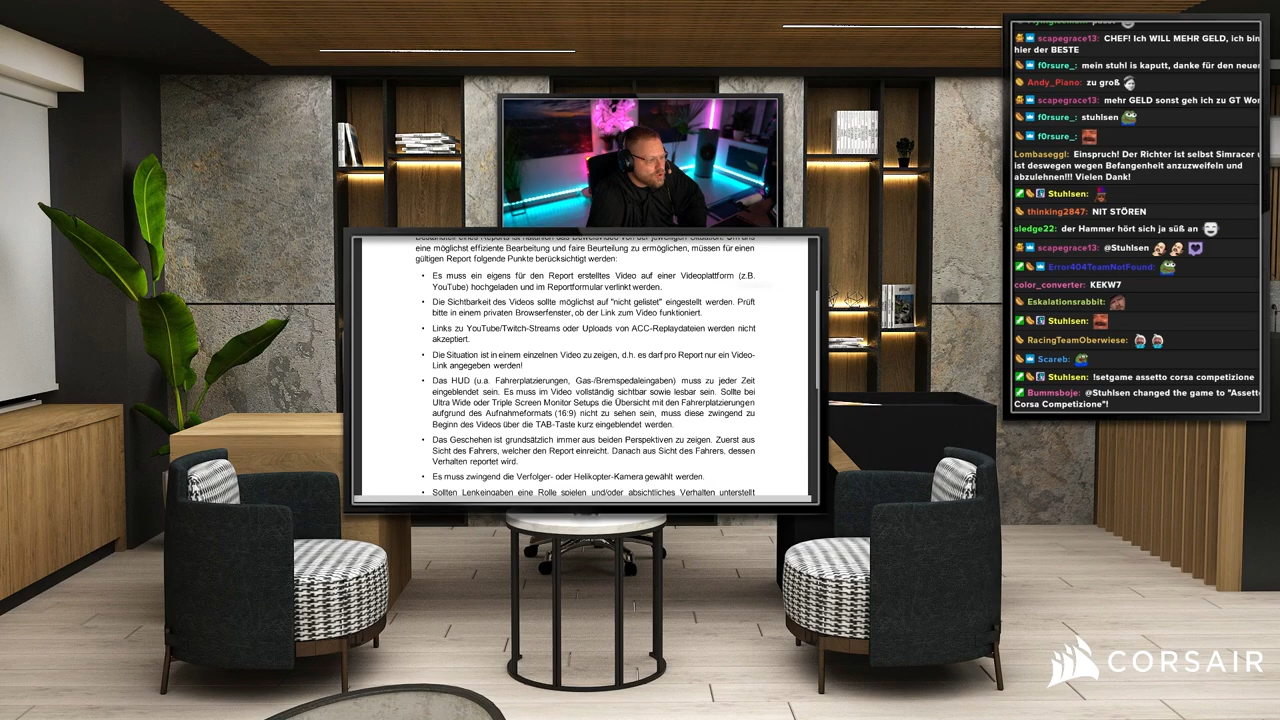 eine möglichst effiziente Bearbeitung und faire Beurteilung zu ermöglichen, müssen für einen
gültigen Report folgende Punkte berücksichtigt werden:
• Es muss ein eigens für den Report erstelltes Video auf einer Videoplattform (z.B.
YouTube) hochgeladen und im Reportformular verlinkt werden.
• Die Sichtbarkeit des Videos sollte möglichst auf "nicht gelistet" eingestellt werden. Prüft
bitte in einem privaten Browserfenster, ob der Link zum Video funktioniert.
• Links zu YouTube/Twitch-Streams oder Uploads von ACC-Replaydateien werden nicht
akzeptiert.
• Die Situation ist in einem einzelnen Video zu zeigen, d.h. es darf pro Report nur ein Video-
Link angegeben werden!
• Das HUD (u.a. Fahrerplatzierungen, Gas-/Bremspedaleingaben) muss zu jeder Zeit
eingeblendet sein. Es muss im Video vollständig sichtbar sowie lesbar sein. Sollte bei
Ultra Wide oder Triple Screen Monitor Setups die Übersicht mit den Fahrerplatzierungen
aufgrund des Aufnahmeformats (16:9) nicht zu sehen sein, muss diese zwingend zu
Beginn des Videos über die TAB-Taste kurz eingeblendet werden.
• Das Geschehen ist grundsätzlich immer aus beiden Perspektiven zu zeigen. Zuerst aus
Sicht des Fahrers, welcher den Report einreicht. Danach aus Sicht des Fahrers, dessen
Verhalten reportet wird.
• Es muss zwingend die Verfolger- oder Helikopter-Kamera gewählt werden.
• Sollten Lenkeingaben eine Rolle spielen und/oder absichtliches Verhalten unterstellt
scapegrace13: CHEF! Ich WILL MEHR GELD, ich bin
hier der BESTE
f0rsure_: mein stuhl is kaputt, danke für den neuen
Andy_Piano: zu groß
scapegrace13: mehr GELD sonst geh ich zu GT Wor
f0rsure_: stuhlsen
f0rsure_:
Lombaseggi: Einspruch! Der Richter ist selbst Simracer u
ist deswegen wegen Befangenheit anzuzweifeln und
abzulehnen!!! Vielen Dank!
Stuhlsen:
thinking2847: NIT STÖREN
sledge22: der Hammer hört sich ja süß an
scapegrace13: @Stuhlsen
Error404TeamNotFound:
color_converter: KEKW7
Eskalationsrabbit:
Stuhlsen:
RacingTeamOberwiese:
Scareb:
Stuhlsen: !setgame assetto corsa competizione
Bummsboje: @Stuhlsen changed the game to "Assett
Corsa Competizione"!
CORSAIR